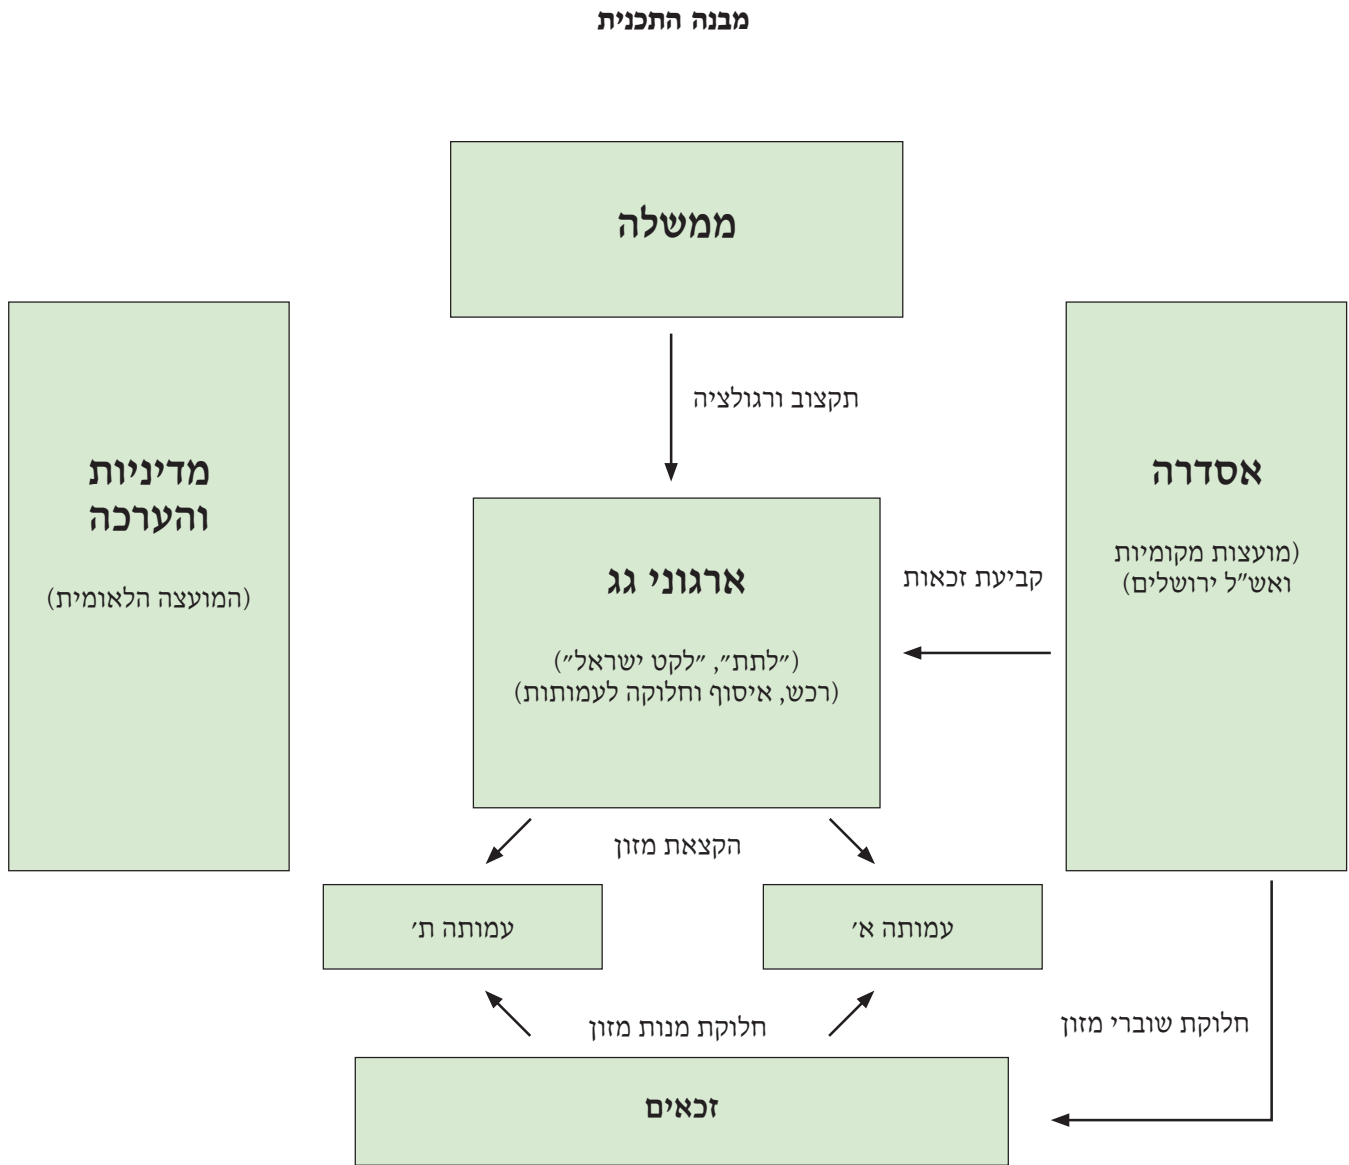 מבנה התכנית
ממשלה
תקצוב ורגולציה
אסדרה
(מועצות מקומיות
ואש"ל ירושלים)
קביעת זכאות
ארגוני גג
("לתת", "לקט ישראל")
(רכש, איסוף וחלוקה לעמותות)
מדיניות
והערכה
(המועצה הלאומית)
הקצאת מזון
עמותה א'
עמותה ת'
חלוקת מנות מזון
חלוקת שוברי מזון
זכאים